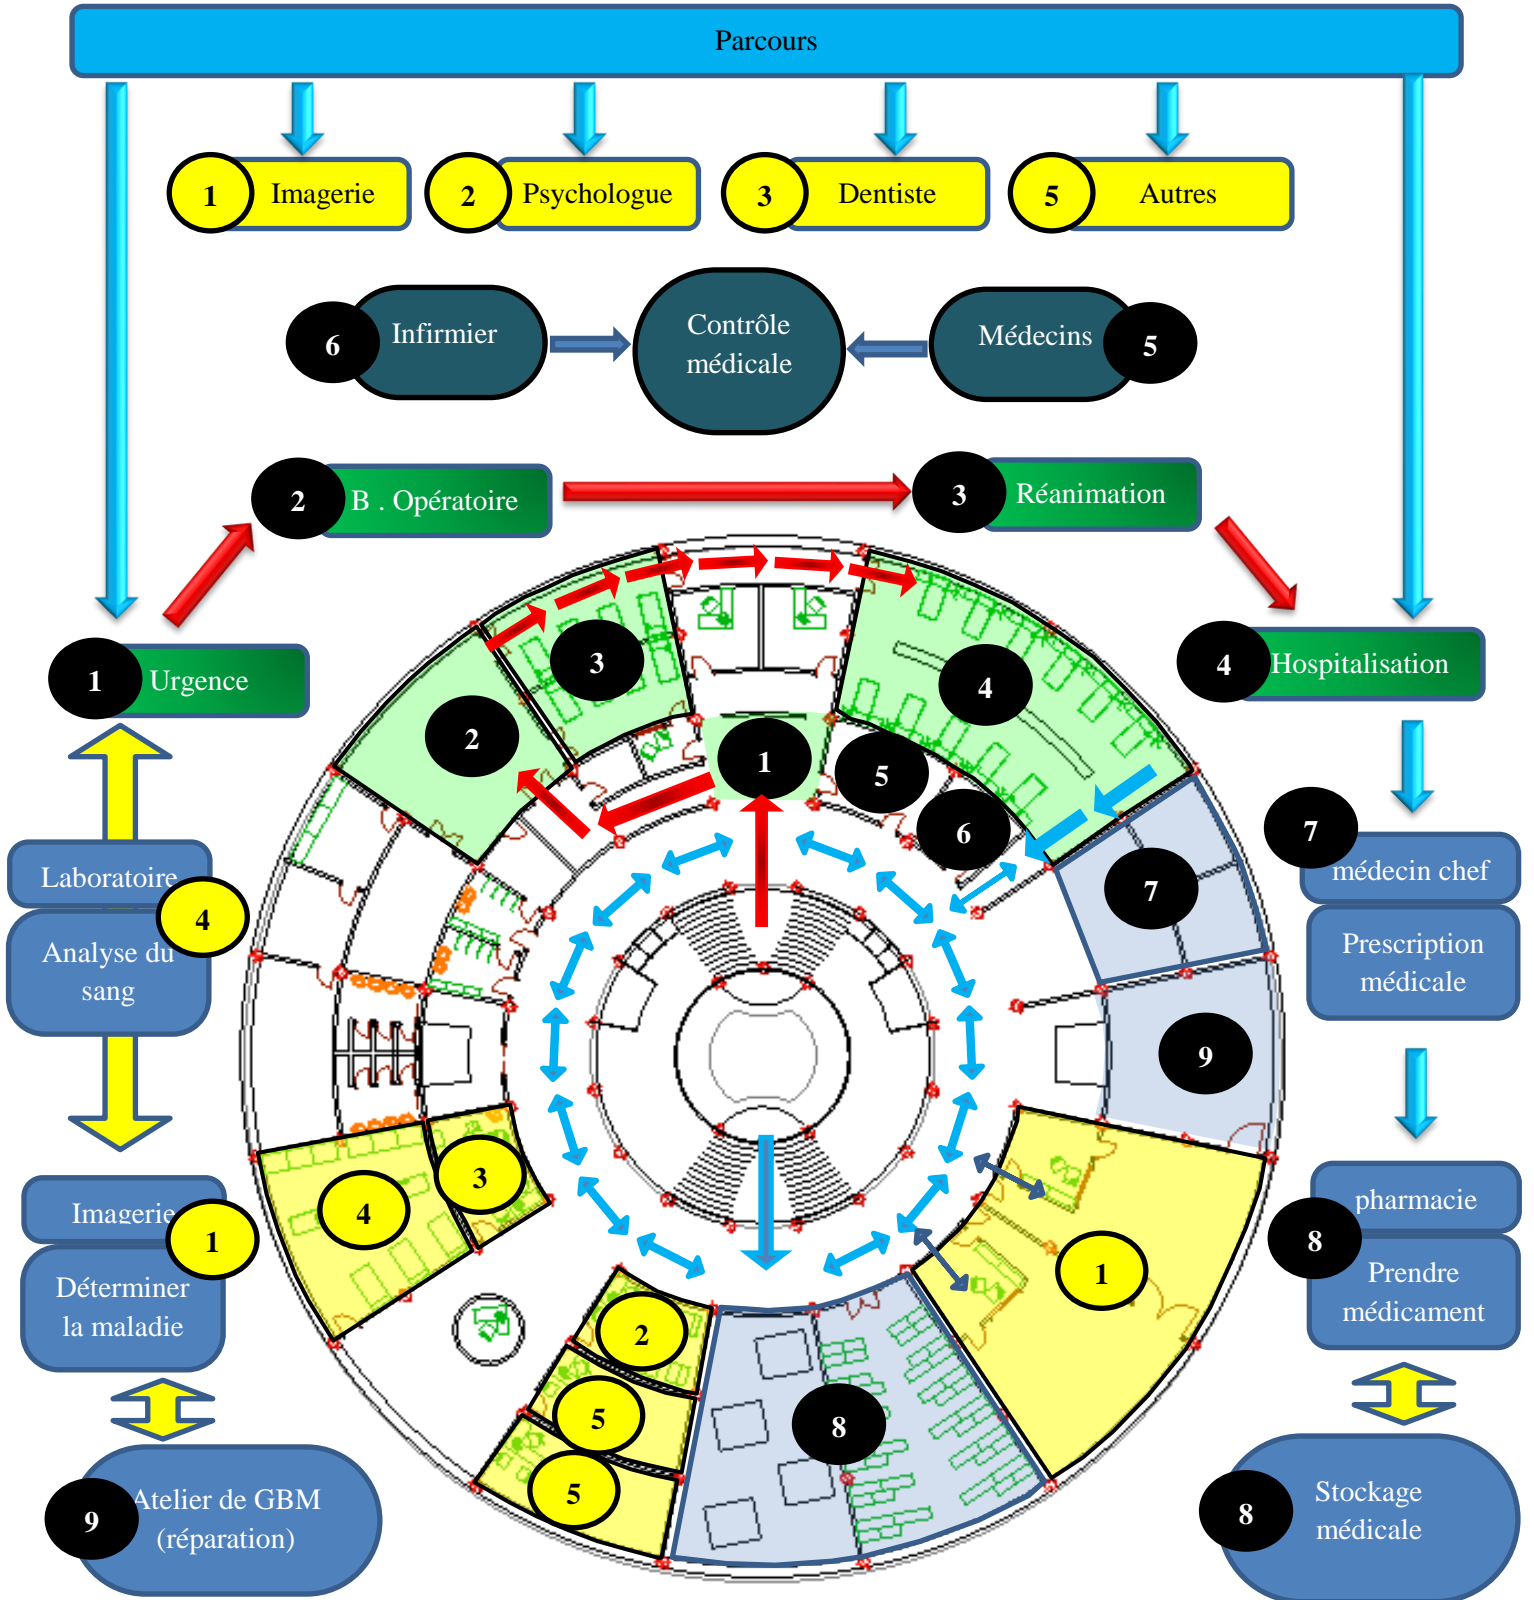 Parcours
1 Imagerie
2 Psychologue
3 Dentiste
5 Autres
6 Infirmier
Contrôle
médicale
Médecins 5
2 B . Opératoire
3 Réanimation
1 Urgence
4 Hospitalisation
3
4
2
1
5
6
7
9
3
4
1
2
5
8
5
Laboratoire
4
Analyse du
sang
Imagerie
1
Déterminer
la maladie
9 Atelier de GBM
(réparation)
7
médecin chef
Prescription
médicale
pharmacie
8
Prendre
médicament
8 Stockage
médicale